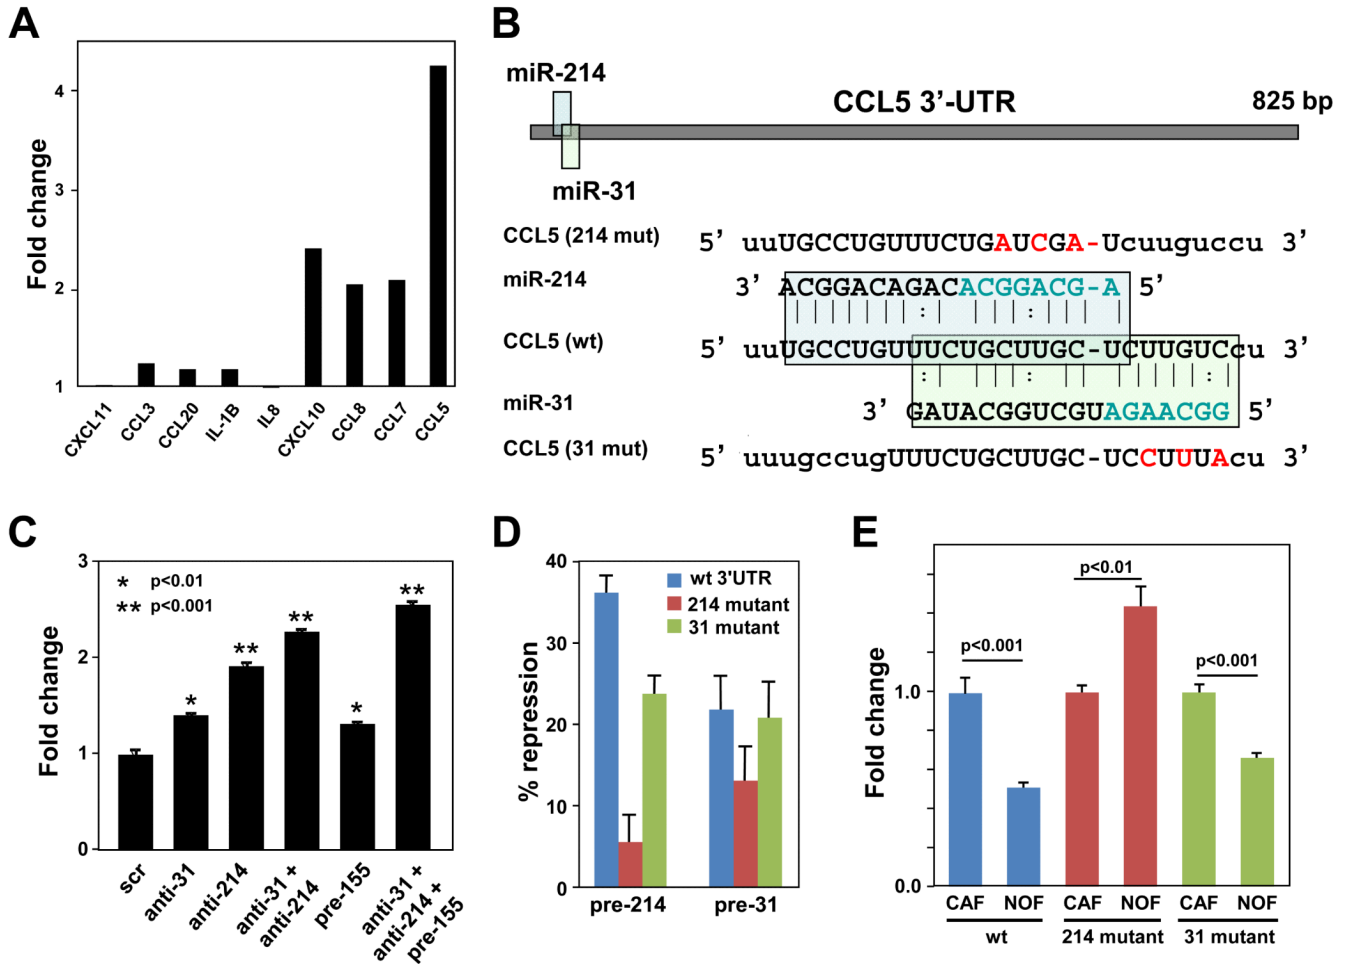 A
Fold change
4
3
2
1
CXCL11
CCL3
CCL20
IL-1B
IL8
CXCL10
CCL8
CCL7
CCL5
B
miR-214
CCL5 3’-UTR
825 bp
miR-31
CCL5 (214 mut) 5’ uuUGCCUGUUUCUGAUCGA-Ucuuguccu 3’
miR-214 3’ ACGGACAGACACGGACG-A 5’
CCL5 (wt) 5’ uuUGCCUGUUUCUGCUUGC-UCUUGUCcu 3’
miR-31 3’ GAUACGGUCGUAGAACGG 5’
CCL5 (31 mut) 5’ uuugccugUUUCUGCUUGC-UCCUUUAcu 3’
C
Fold change
3
2
1
0
* p<0.01
** p<0.001
*
**
**
*
**
scr
anti-31
anti-214
anti-31 +
anti-214
pre-155
anti-31 +
anti-214 +
pre-155
D
% repression
40
30
20
10
0
wt 3'UTR
214 mutant
31 mutant
pre-214
pre-31
E
Fold change
1.0
0.0
p<0.001
p<0.01
p<0.001
CAF NOF CAF NOF CAF NOF
wt 214 mutant 31 mutant